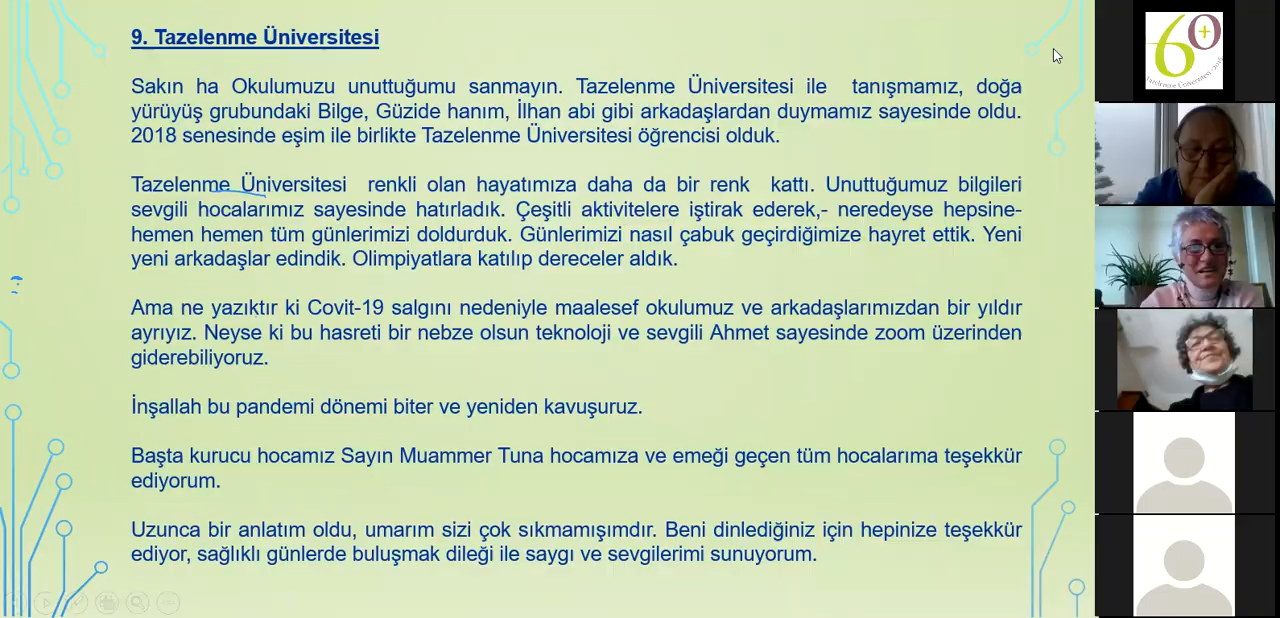 9. Tazelenme Üniversitesi
Sakın ha Okulumuzu unuttuğumu sanmayın. Tazelenme Üniversitesi ile tanışmamız, doğa
yürüyüş grubundaki Bilge, Güzide hanım, İlhan abi gibi arkadaşlardan duymamız sayesinde oldu.
2018 senesinde eşim ile birlikte Tazelenme Üniversitesi öğrencisi olduk.
Tazelenme Üniversitesi renkli olan hayatımıza daha da bir renk kattı. Unuttuğumuz bilgileri
sevgili hocalarımız sayesinde hatırladık. Çeşitli aktivitelere iştirak ederek,- neredeyse hepsine-
hemen hemen tüm günlerimizi doldurduk. Günlerimizi nasıl çabuk geçirdiğimize hayret ettik. Yeni
yeni arkadaşlar edindik. Olimpiyatlara katılıp dereceler aldık.
Ama ne yazıktır ki Covit-19 salgını nedeniyle maalesef okulumuz ve arkadaşlarımızdan bir yıldır
ayrıyız. Neyse ki bu hasreti bir nebze olsun teknoloji ve sevgili Ahmet sayesinde zoom üzerinden
giderebiliyoruz.
İnşallah bu pandemi dönemi biter ve yeniden kavuşuruz.
Başta kurucu hocamız Sayın Muammer Tuna hocamıza ve emeği geçen tüm hocalarıma teşekkür
ediyorum.
Uzunca bir anlatım oldu, umarım sizi çok sıkmamışımdır. Beni dinlediğiniz için hepinize teşekkür
ediyor, sağlıklı günlerde buluşmak dileği ile saygı ve sevgilerimi sunuyorum.
60+
Tazelenme Üniversitesi-2016